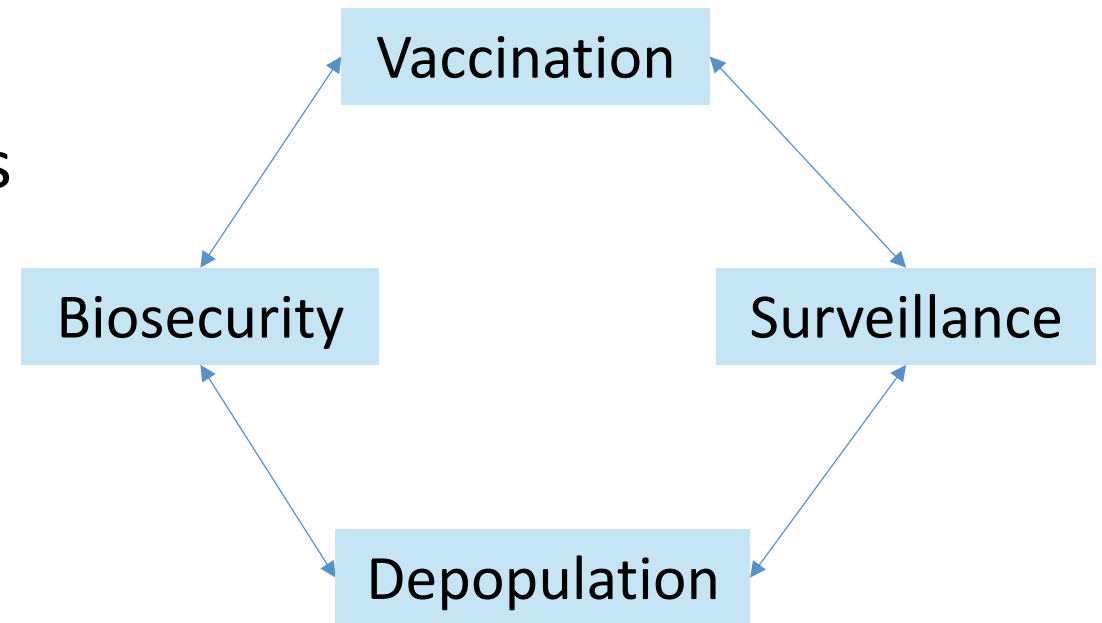 Vaccination
s
Biosecurity
Surveillance
Depopulation